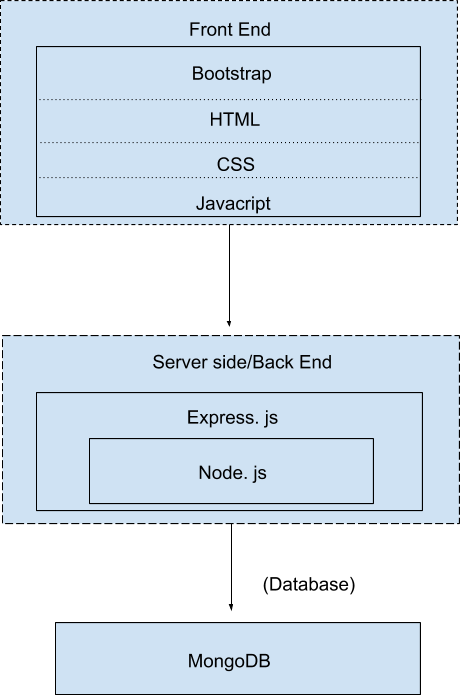 Front End
Bootstrap
HTML
CSS
Javacript
Server side/Back End
Express. js
Node. js
(Database)
MongoDB